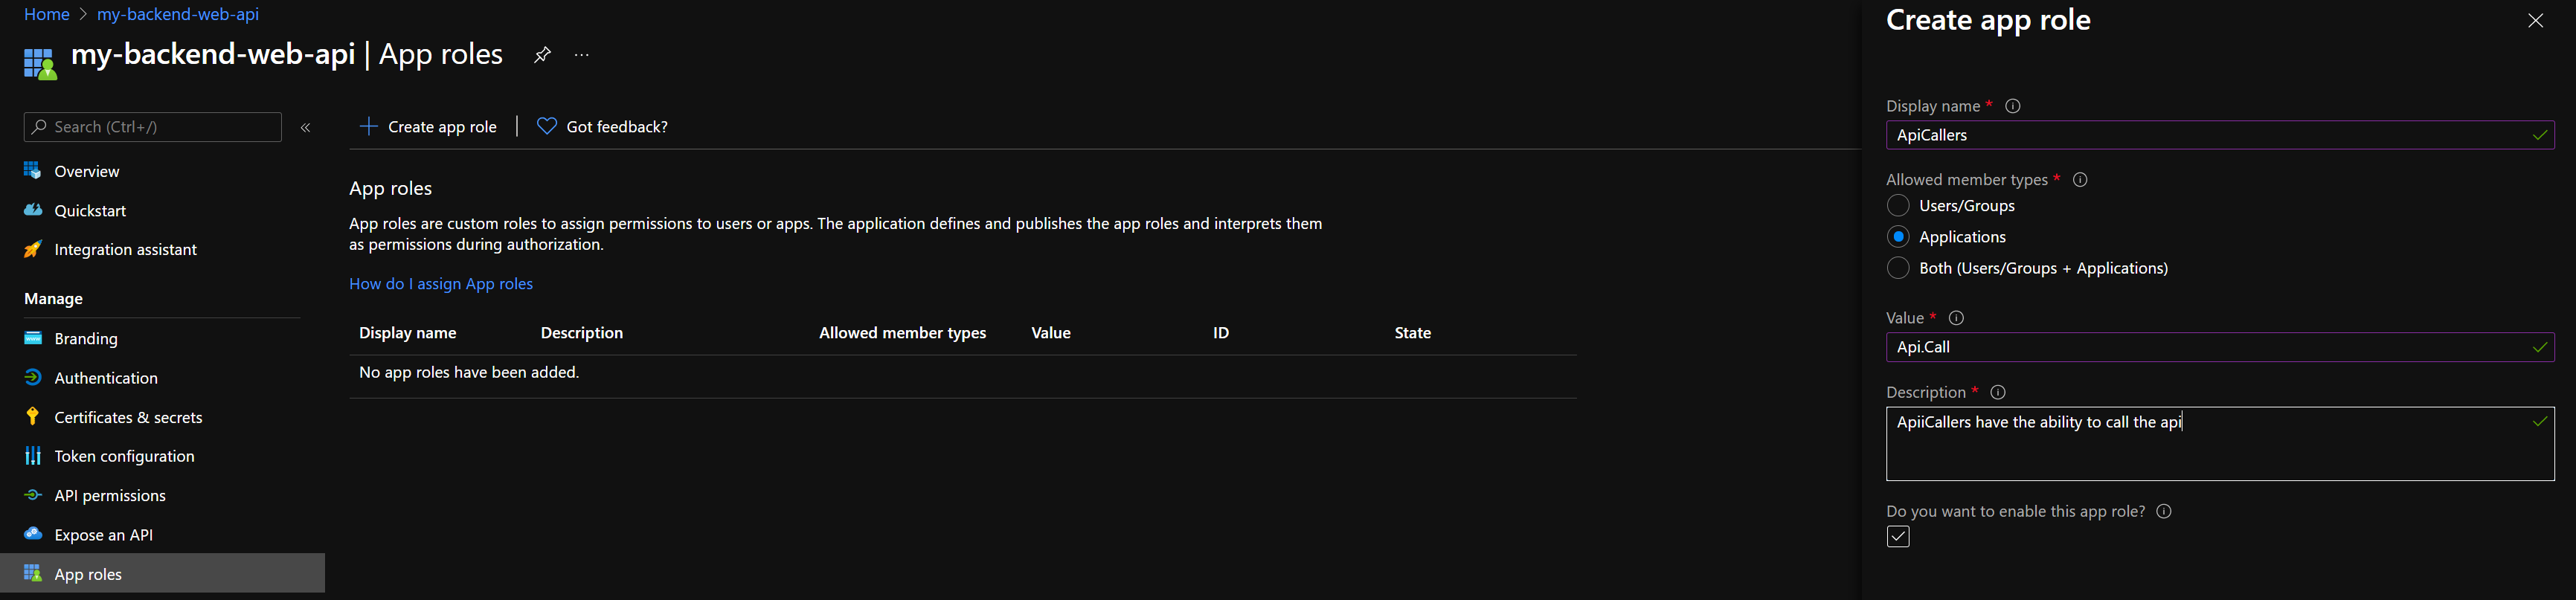 Home > my-backend-web-api
my-backend-web-api | App roles
Search (Ctrl+/)
Overview
Quickstart
Integration assistant
Manage
Branding
Authentication
Certificates & secrets
Token configuration
API permissions
Expose an API
App roles
Create app role | Got feedback?
App roles
App roles are custom roles to assign permissions to users or apps. The application defines and publishes the app roles and interprets them
as permissions during authorization.
How do I assign App roles
Display name Description Allowed member types Value ID State
No app roles have been added.
Create app role
Display name *
ApiCallers
Allowed member types *
Users/Groups
Applications
Both (Users/Groups + Applications)
Value *
Api.Call
Description *
ApiiCallers have the ability to call the api
Do you want to enable this app role?